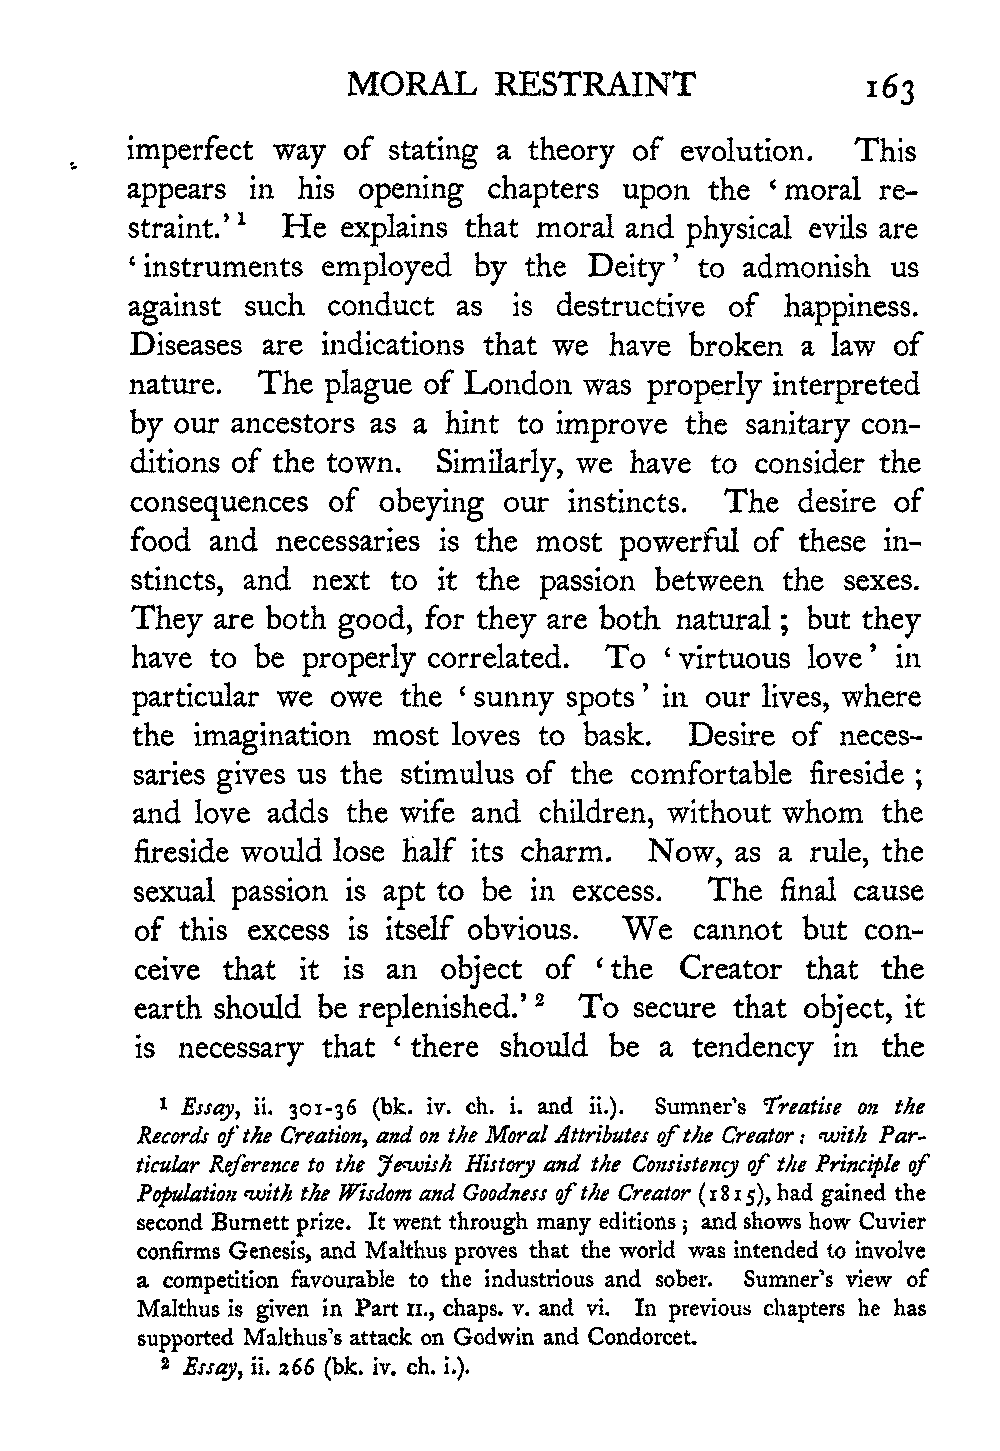 MORAL RESTRAINT 163
imperfect way of stating a theory of evolution. This
appears in his opening chapters upon the ‘moral re-
straint.’ ¹ He explains that moral and physical evils are
‘instruments employed by the Deity’ to admonish us
against such conduct as is destructive of happiness.
Diseases are indications that we have broken a law of
nature. The plague of London was properly interpreted
by our ancestors as a hint to improve the sanitary con-
ditions of the town. Similarly, we have to consider the
consequences of obeying our instincts. The desire of
food and necessaries is the most powerful of these in-
stincts, and next to it the passion between the sexes.
They are both good, for they are both natural ; but they
have to be properly correlated. To ‘virtuous love’ in
particular we owe the ‘sunny spots’ in our lives, where
the imagination most loves to bask. Desire of neces-
saries gives us the stimulus of the comfortable fireside ;
and love adds the wife and children, without whom the
fireside would lose half its charm. Now, as a rule, the
sexual passion is apt to be in excess. The final cause
of this excess is itself obvious. We cannot but con-
ceive that it is an object of ‘the Creator that the
earth should be replenished.’ ² To secure that object, it
is necessary that ‘there should be a tendency in the
¹ Essay, ii. 301-36 (bk. iv. ch. i. and ii.). Sumner's Treatise on the
Records of the Creation, and on the Moral Attributes of the Creator : with Par-
ticular Reference to the Jewish History and the Consistency of the Principle of
Population with the Wisdom and Goodness of the Creator (1815), had gained the
second Burnett prize. It went through many editions ; and shows how Cuvier
confirms Genesis, and Malthus proves that the world was intended to involve
a competition favourable to the industrious and sober. Sumner's view of
Malthus is given in Part II., chaps. v. and vi. In previous chapters he has
supported Malthus's attack on Godwin and Condorcet.
² Essay, ii. 266 (bk. iv. ch. i.).